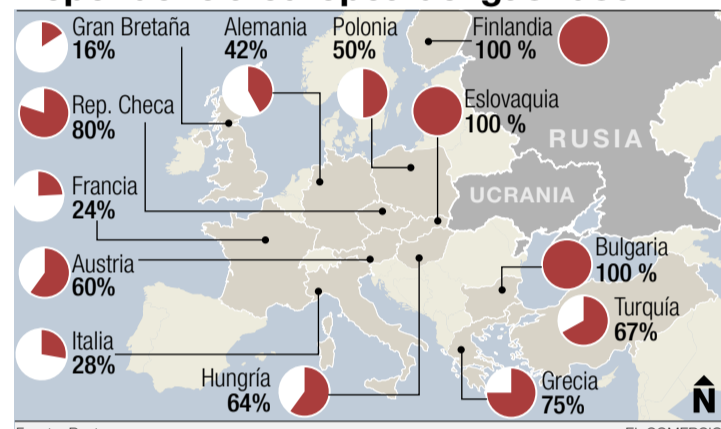 Gran Bretaña
16%
Alemania
42%
Polonia
50%
Finlandia
100 %
Rep. Checa
80%
Eslovaquia
100 %
RUSIA
UCRANIA
Francia
24%
Austria
60%
Bulgaria
100 %
Turquía
67%
Italia
28%
Hungría
64%
Grecia
75%
N